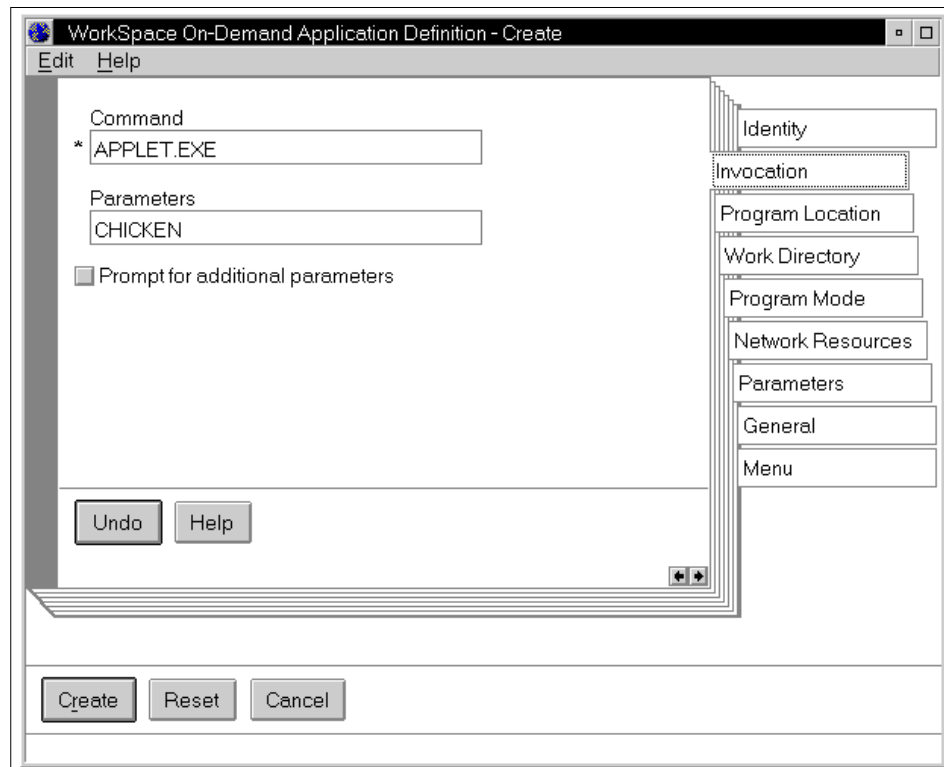 WorkSpace On-Demand Application Definition - Create
Edit Help
Command
* APPLET.EXE
Parameters
CHICKEN
Prompt for additional parameters
Undo Help
Identity
Invocation
Program Location
Work Directory
Program Mode
Network Resources
Parameters
General
Menu
Create Reset Cancel